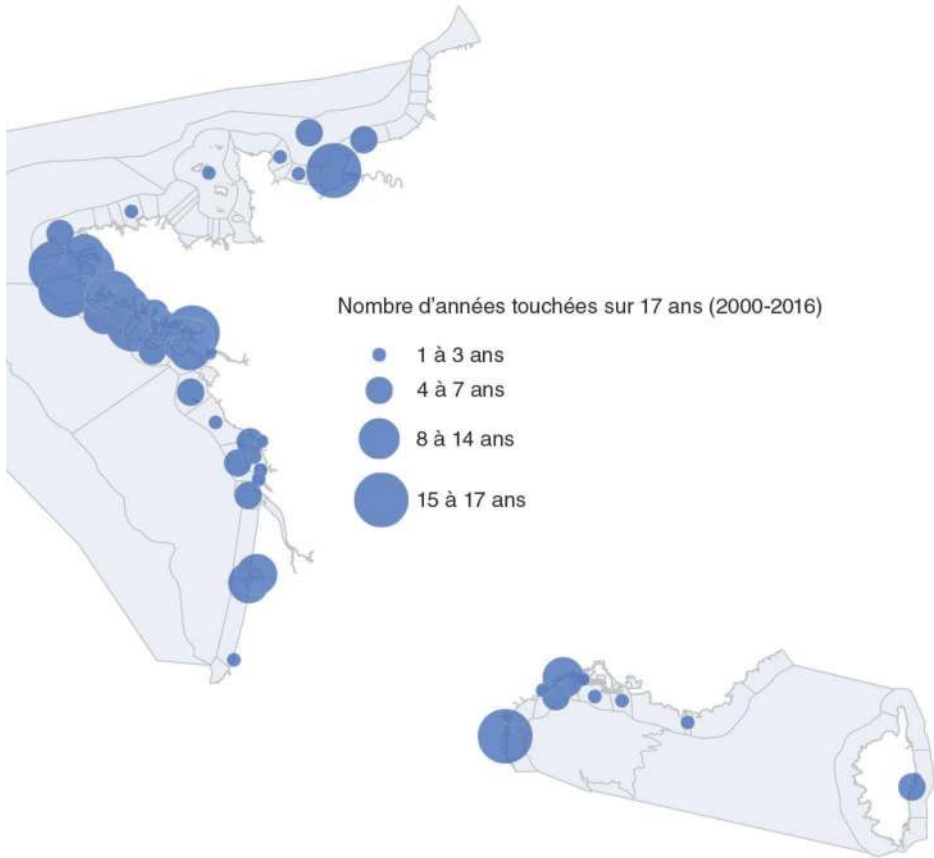 Nombre d'années touchées sur 17 ans (2000-2016)
1 à 3 ans
4 à 7 ans
8 à 14 ans
15 à 17 ans